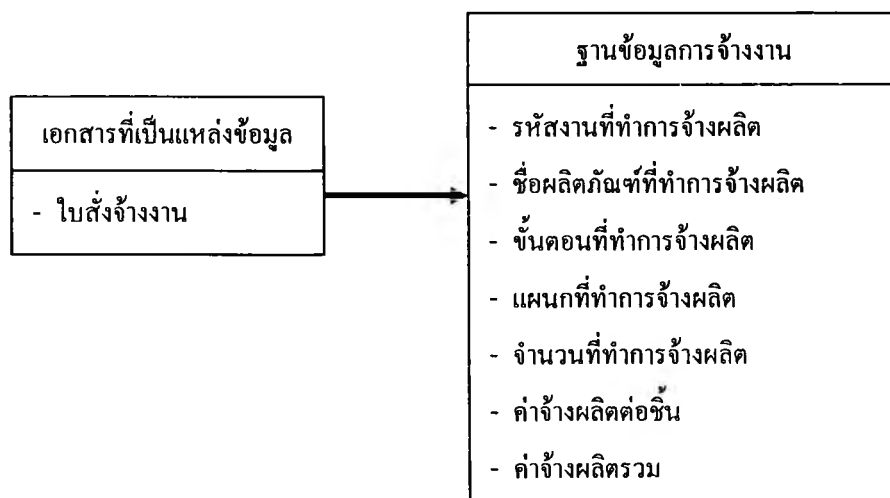 เอกสารที่เป็นแหล่งข้อมูล
- ใบสั่งจ้างงาน
ฐานข้อมูลการจ้างงาน
- รหัสงานที่ทำการจ้างผลิต
- ชื่อผลิตภัณฑ์ที่ทำการจ้างผลิต
- ขั้นตอนที่ทำการจ้างผลิต
- แผนกที่ทำการจ้างผลิต
- จำนวนที่ทำการจ้างผลิต
- ค่าจ้างผลิตต่อชิ้น
- ค่าจ้างผลิตรวม